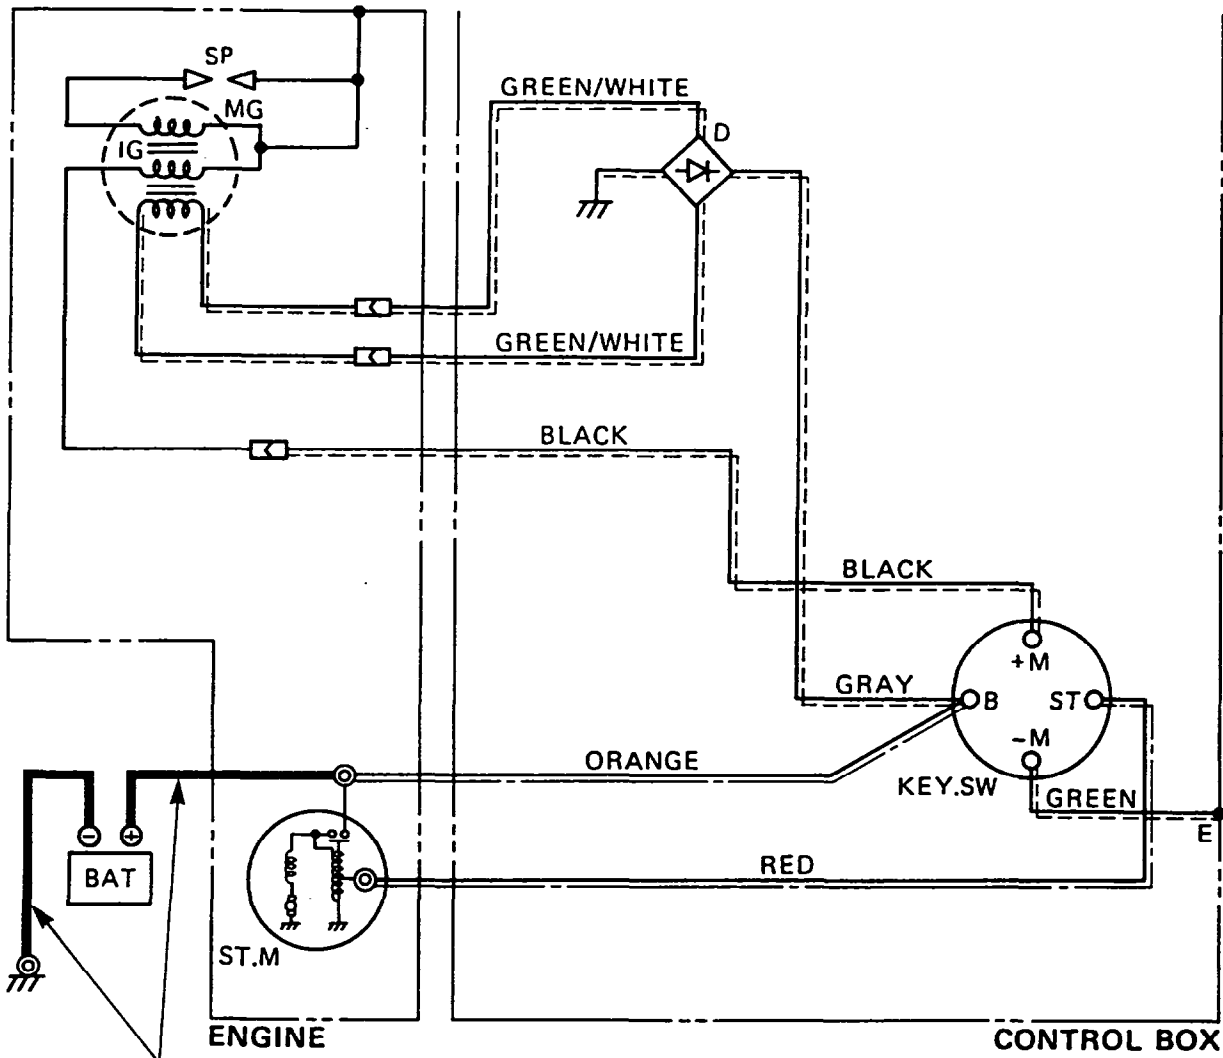 SP
GREEN/WHITE
MG
D
IG
GREEN/WHITE
BLACK
BLACK
+M
GRAY
B
ST
ORANGE
-M
KEY.SW
GREEN
E
- +
BAT
RED
ST.M
ENGINE
CONTROL BOX